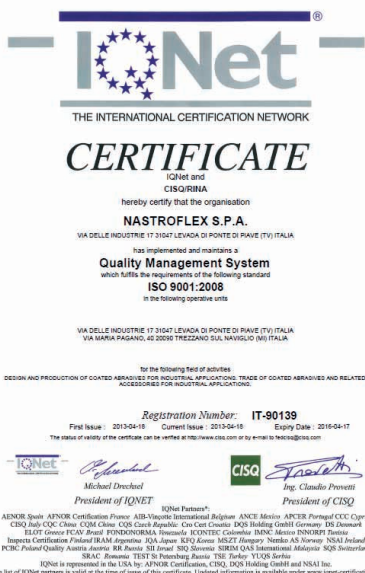 IQNet ®
THE INTERNATIONAL CERTIFICATION NETWORK
CERTIFICATE
IQNet and
CISQ/RINA
hereby certify that the organisation
NASTROFLEX S.P.A.
VIA DELLE INDUSTRIE 17 31047 LEVADA DI PONTE DI PIAVE (TV) ITALIA
has implemented and maintains a
Quality Management System
which fulfills the requirements of the following standard
ISO 9001:2008
in the following operative units
VIA DELLE INDUSTRIE 17 31047 LEVADA DI PONTE DI PIAVE (TV) ITALIA
VIA MARIA PAGANO, 40 20090 TREZZANO SUL NAVIGLIO (MI) ITALIA
for the following field of activities
DESIGN AND PRODUCTION OF COATED ABRASIVES FOR INDUSTRIAL APPLICATIONS. TRADE OF COATED ABRASIVES AND RELATED
ACCESSORIES FOR INDUSTRIAL APPLICATIONS.
Registration Number: IT-90139
First Issue : 2013-04-18 Current Issue : 2013-04-18 Expiry Date : 2016-04-17
The status of validity of the certificate can be verified at http://www.cisq.com or by e-mail to fedcisq@cisq.com
IQNet
CISQ
Michael Drechsel Ing. Claudio Provetti
President of IQNET President of CISQ
IQNet Partners*:
AENOR Spain AFNOR Certification France AIB-Vinçotte International Belgium ANCE Mexico APCER Portugal CCC Cypr
CISQ Italy CQC China CQM China CQS Czech Republic Cro Cert Croatia DQS Holding GmbH Germany DS Denmark
ELOT Greece FCAV Brazil FONDONORMA Venezuela ICONTEC Colombia IMNC Mexico INNORPI Tunisia
Inspecta Certification Finland IRAM Argentina JQA Japan KFQ Korea MSZT Hungary Nemko AS Norway NSAI Ireland
PCBC Poland Quality Austria Austria RR Russia SII Israel SIQ Slovenia SIRIM QAS International Malaysia SQS Switzerlan
SRAC Romania TEST St Petersburg Russia TSE Turkey YUQS Serbia
IQNet is represented in the USA by: AFNOR Certification, CISQ, DQS Holding GmbH and NSAI Inc.